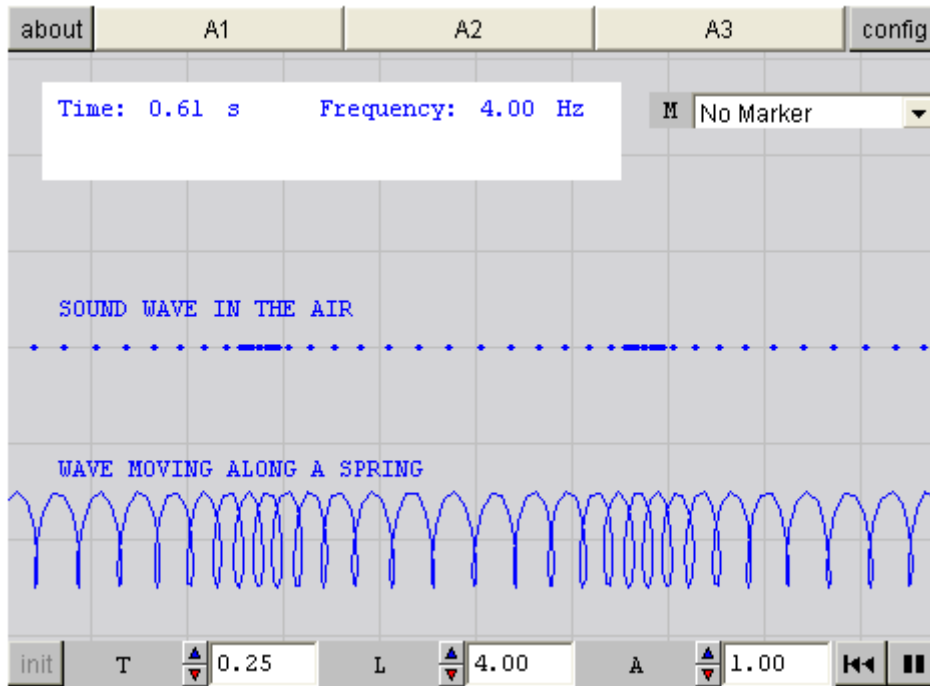 about A1 A2 A3 config
Time: 0.61 s Frequency: 4.00 Hz
M No Marker
SOUND WAVE IN THE AIR
WAVE MOVING ALONG A SPRING
init T 0.25 L 4.00 A 1.00